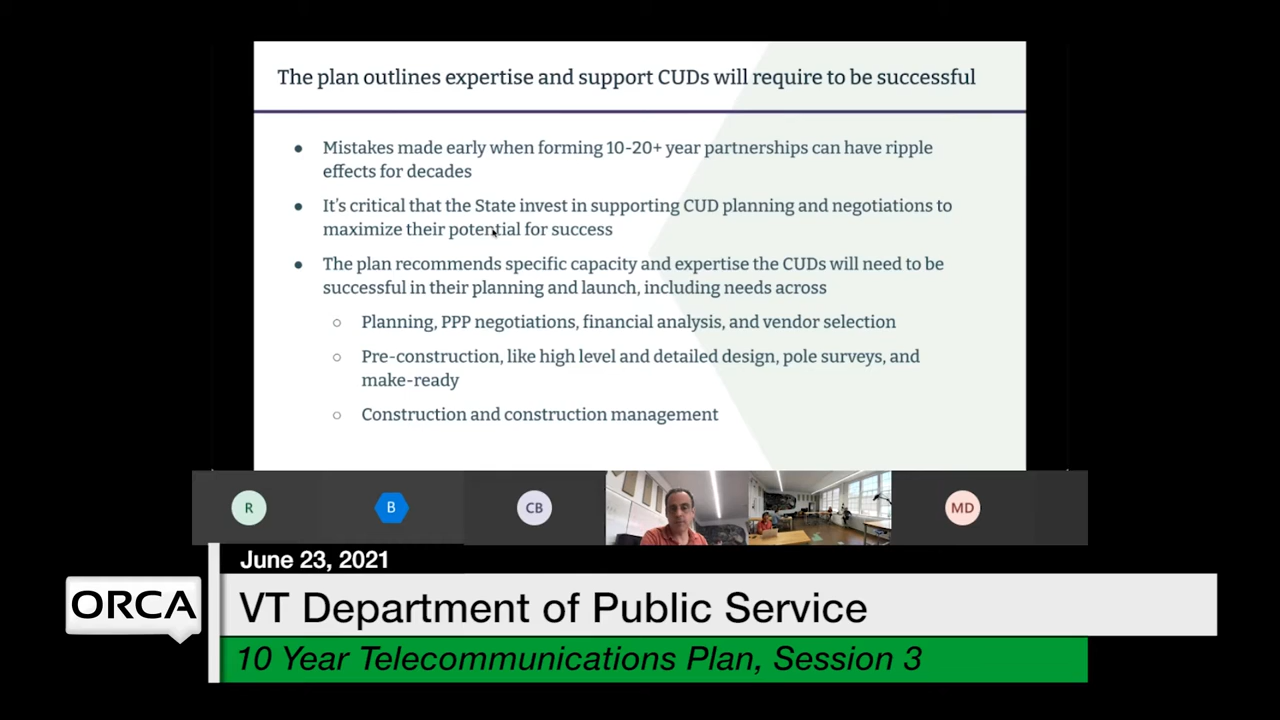 The plan outlines expertise and support CUDs will require to be successful
● Mistakes made early when forming 10-20+ year partnerships can have ripple
effects for decades
● It's critical that the State invest in supporting CUD planning and negotiations to
maximize their potential for success
● The plan recommends specific capacity and expertise the CUDs will need to be
successful in their planning and launch, including needs across
○ Planning, PPP negotiations, financial analysis, and vendor selection
○ Pre-construction, like high level and detailed design, pole surveys, and
make-ready
○ Construction and construction management
R B CB MD
June 23, 2021
ORCA
VT Department of Public Service
10 Year Telecommunications Plan, Session 3